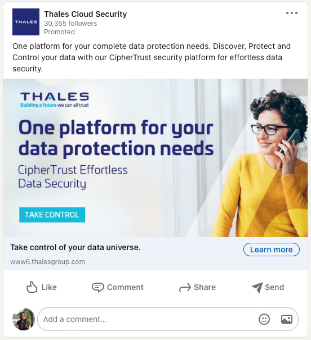 THALES
Thales Cloud Security
30,355 followers
Promoted
One platform for your complete data protection needs. Discover, Protect and
Control your data with our CipherTrust security platform for effortless data
security.
THALES
Building a future we can all trust
One platform for your
data protection needs
CipherTrust Effortless
Data Security
TAKE CONTROL
Take control of your data universe.
Learn more
www6.thalesgroup.com
Like
Comment
Share
Send
Add a comment...